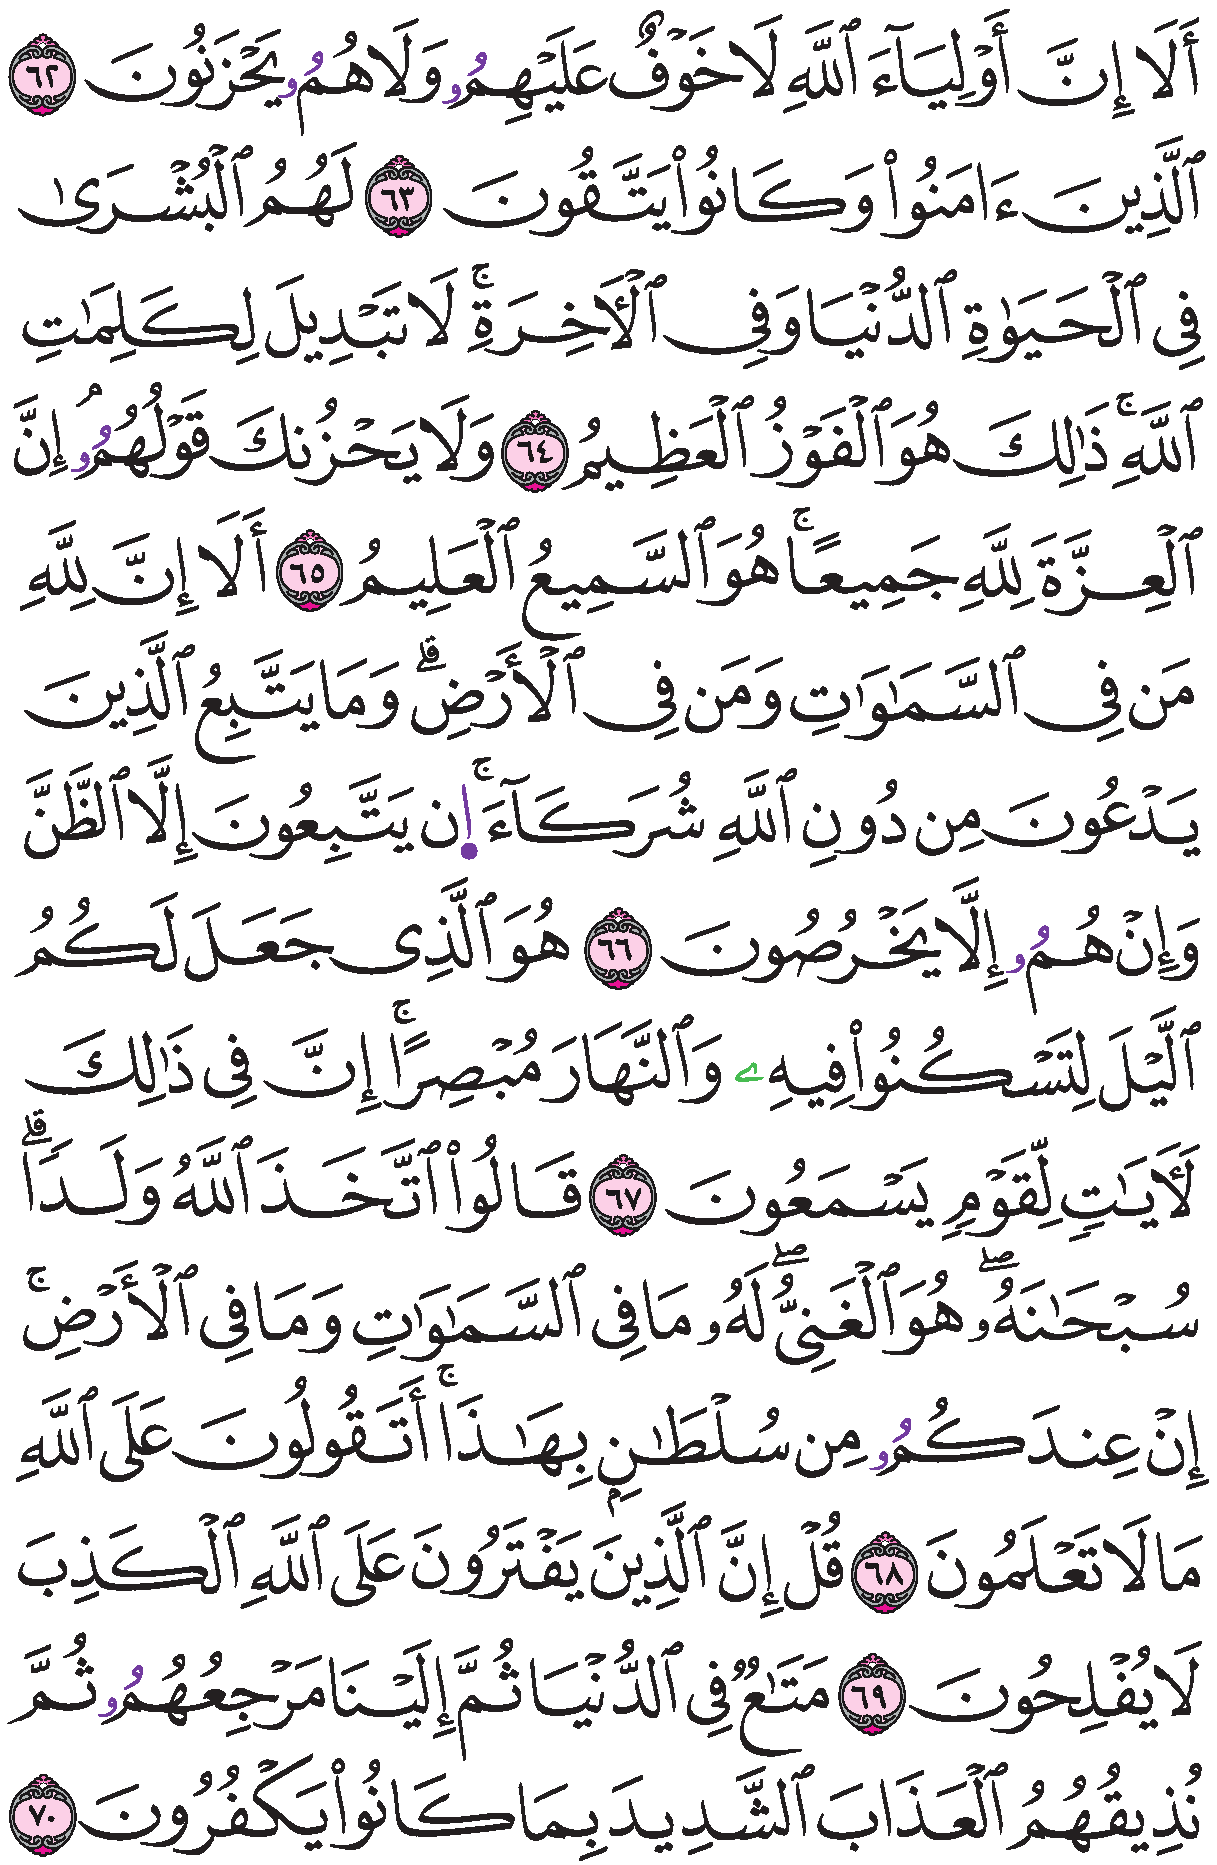 أَلَآ إِنَّ أَوْلِيَآءَ ٱللَّهِ لَا خَوْفٌ عَلَيْهِمُۥ وَلَا هُمُۥ يَحْزَنُونَ ٦٢
ٱلَّذِينَ ءَامَنُوا۟ وَكَانُوا۟ يَتَّقُونَ ٦٣ لَهُمُ ٱلْبُشْرَىٰ
فِى ٱلْحَيَوٰةِ ٱلدُّنْيَا وَفِى ٱلْأَخِرَةِۚ لَا تَبْدِيلَ لِكَلِمَٰتِ
ٱللَّهِۚ ذَٰلِكَ هُوَ ٱلْفَوْزُ ٱلْعَظِيمُ ٦٤ وَلَا يَحْزُنكَ قَوْلُهُمُۥۘ إِنَّ
ٱلْعِزَّةَ لِلَّهِ جَمِيعًاۚ هُوَ ٱلسَّمِيعُ ٱلْعَلِيمُ ٦٥ أَلَآ إِنَّ لِلَّهِ
مَن فِى ٱلسَّمَٰوَٰتِ وَمَن فِى ٱلْأَرْضِۗ وَمَا يَتَّبِعُ ٱلَّذِينَ
يَدْعُونَ مِن دُونِ ٱللَّهِ شُرَكَآءَۚ ا۪ن يَتَّبِعُونَ إِلَّا ٱلظَّنَّ
وَإِنْ هُمُۥ إِلَّا يَخْرُصُونَ ٦٦ هُوَ ٱلَّذِى جَعَلَ لَكُمُ
ٱلَّيْلَ لِتَسْكُنُوا۟ فِيهِۦ وَٱلنَّهَارَ مُبْصِرًاۚ إِنَّ فِى ذَٰلِكَ
لَأَيَٰتٍ لِّقَوْمٍ يَسْمَعُونَ ٦٧ قَالُوا۟ ٱتَّخَذَ ٱللَّهُ وَلَدًاۗ
سُبْحَٰنَهُۥۖ هُوَ ٱلْغَنِىُّۖ لَهُۥ مَا فِى ٱلسَّمَٰوَٰتِ وَمَا فِى ٱلْأَرْضِۚ
إِنْ عِندَكُمُۥ مِن سُلْطَٰنِۭ بِهَٰذَآۚ أَتَقُولُونَ عَلَى ٱللَّهِ
مَا لَا تَعْلَمُونَ ٦٨ قُلْ إِنَّ ٱلَّذِينَ يَفْتَرُونَ عَلَى ٱللَّهِ ٱلْكَذِبَ
لَا يُفْلِحُونَ ٦٩ مَتَٰعٌ فِى ٱلدُّنْيَا ثُمَّ إِلَيْنَا مَرْجِعُهُمُۥ ثُمَّ
نُذِيقُهُمُ ٱلْعَذَابَ ٱلشَّدِيدَ بِمَا كَانُوا۟ يَكْفُرُونَ ٧٠